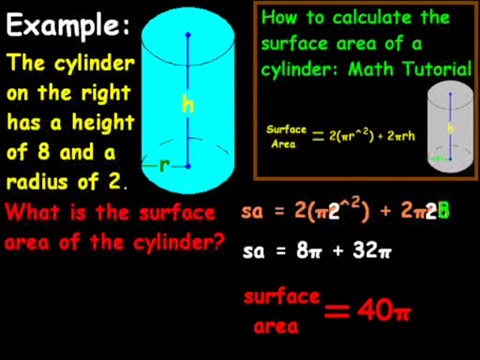 Example:
The cylinder
on the right
has a height
of 8 and a
radius of 2.
What is the surface
area of the cylinder?
h
r
How to calculate the
surface area of a
cylinder: Math Tutorial
Surface
Area = 2(πr^2) + 2πrh
h
r
sa = 2(π2^2) + 2π28
sa = 8π + 32π
surface
area = 40π